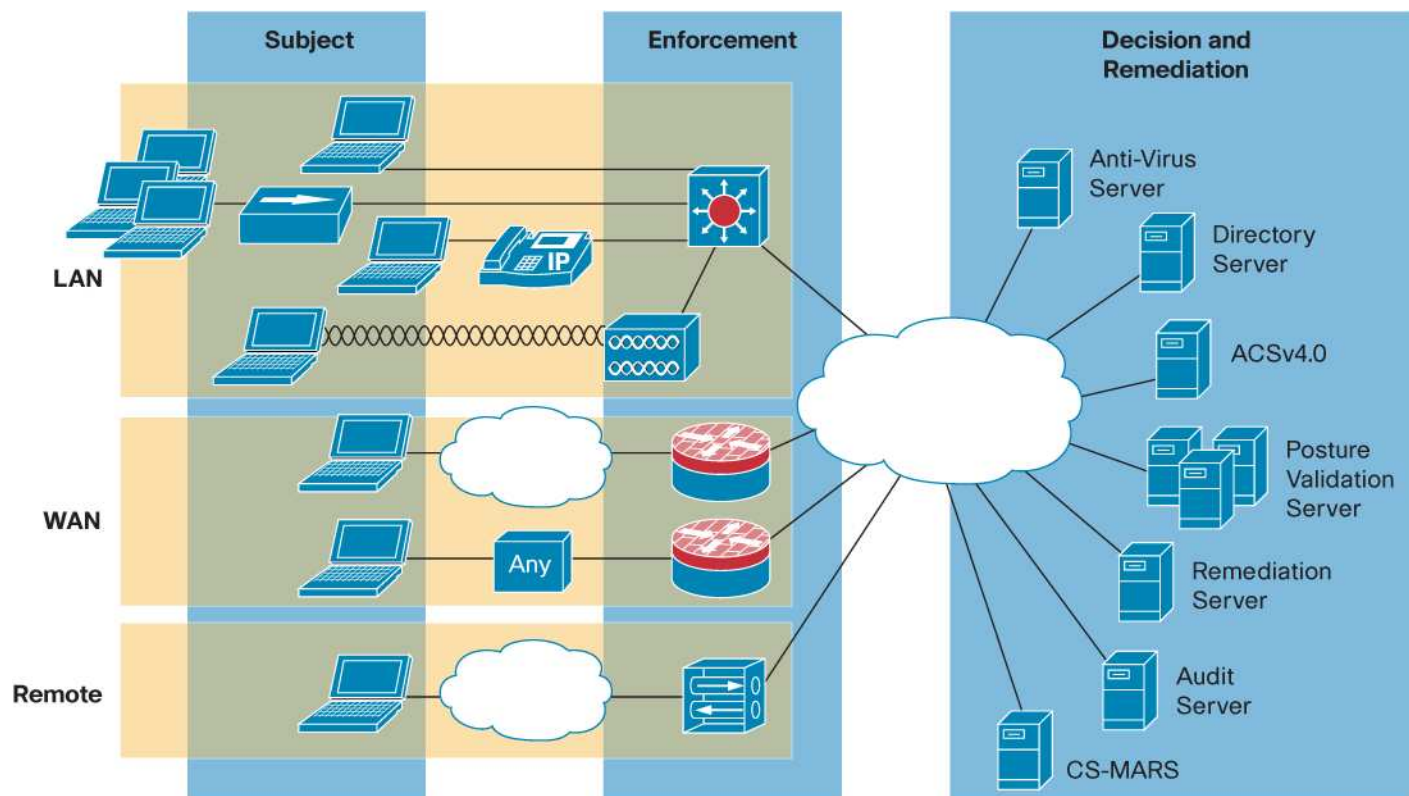 Subject
Enforcement
Decision and
Remediation
Anti-Virus
Server
Directory
Server
IP
LAN
ACSv4.0
Posture
Validation
Server
WAN
Any
Remediation
Server
Remote
Audit
Server
CS-MARS